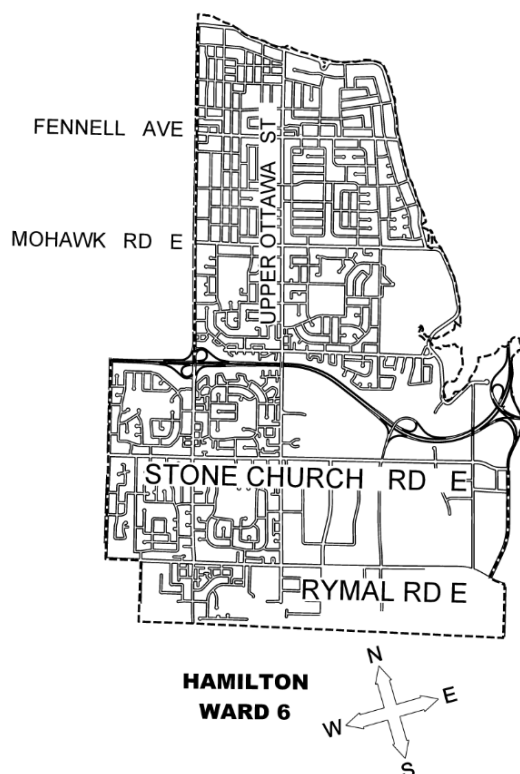 FENNELL AVE
UPPER OTTAWA ST
MOHAWK RD E
STONE CHURCH RD E
RYMAL RD E
HAMILTON
WARD 6
N
E
W
S